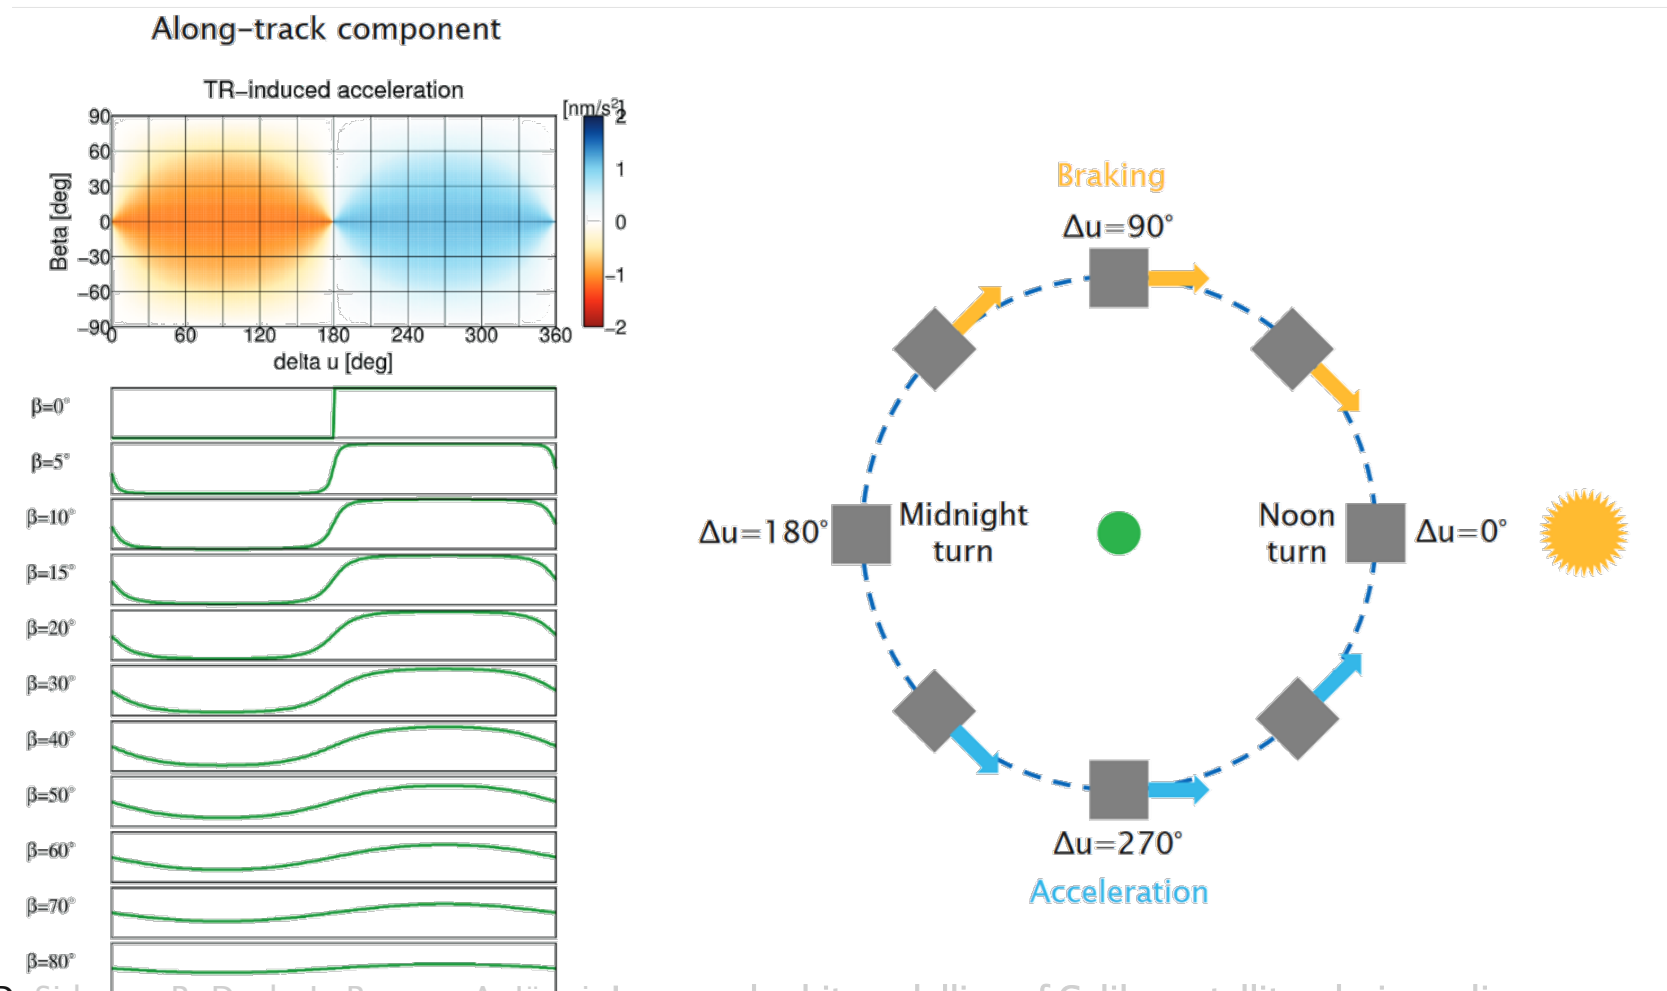 Along-track component
TR-induced acceleration
[nm/s²]
90
60
30
0
-30
-60
-90
Beta [deg]
0
60
120
180
240
300
360
delta u [deg]
2
1
0
-1
-2
β=0°
β=5°
β=10°
β=15°
β=20°
β=30°
β=40°
β=50°
β=60°
β=70°
β=80°
Braking
Δu=90°
Δu=180°
Midnight
turn
Noon
turn
Δu=0°
Δu=270°
Acceleration